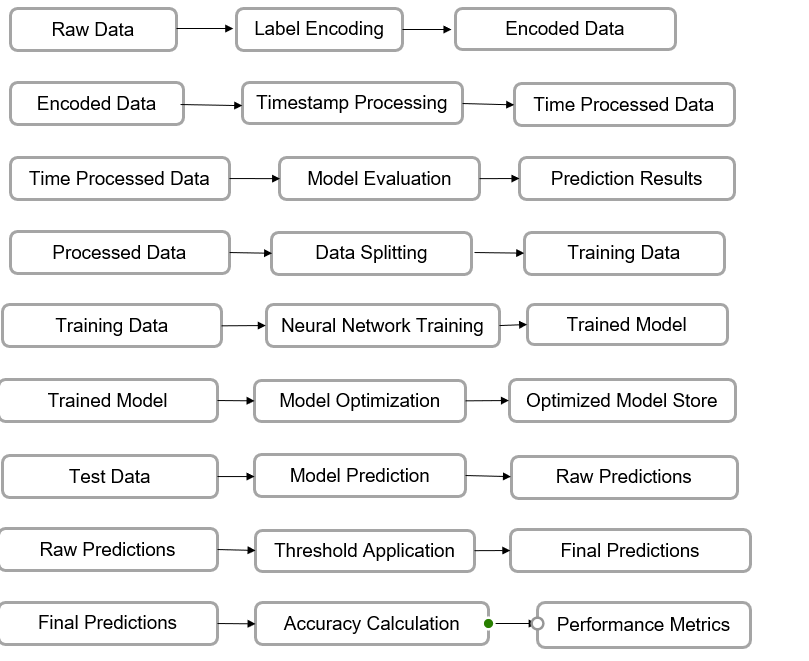 Raw Data Label Encoding Encoded Data
Encoded Data Timestamp Processing Time Processed Data
Time Processed Data Model Evaluation Prediction Results
Processed Data Data Splitting Training Data
Training Data Neural Network Training Trained Model
Trained Model Model Optimization Optimized Model Store
Test Data Model Prediction Raw Predictions
Raw Predictions Threshold Application Final Predictions
Final Predictions Accuracy Calculation Performance Metrics